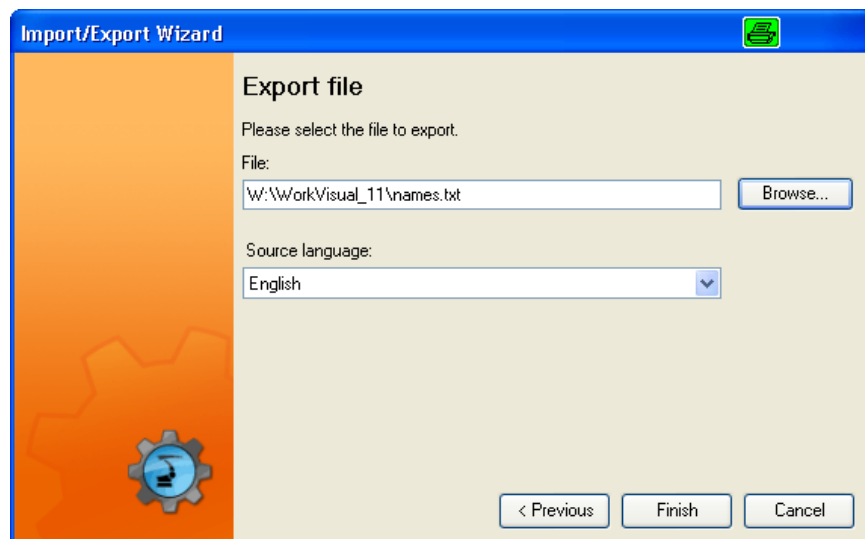 Import/Export Wizard
Export file
Please select the file to export.
File:
W:\WorkVisual_11\names.txt
Browse...
Source language:
English
< Previous
Finish
Cancel